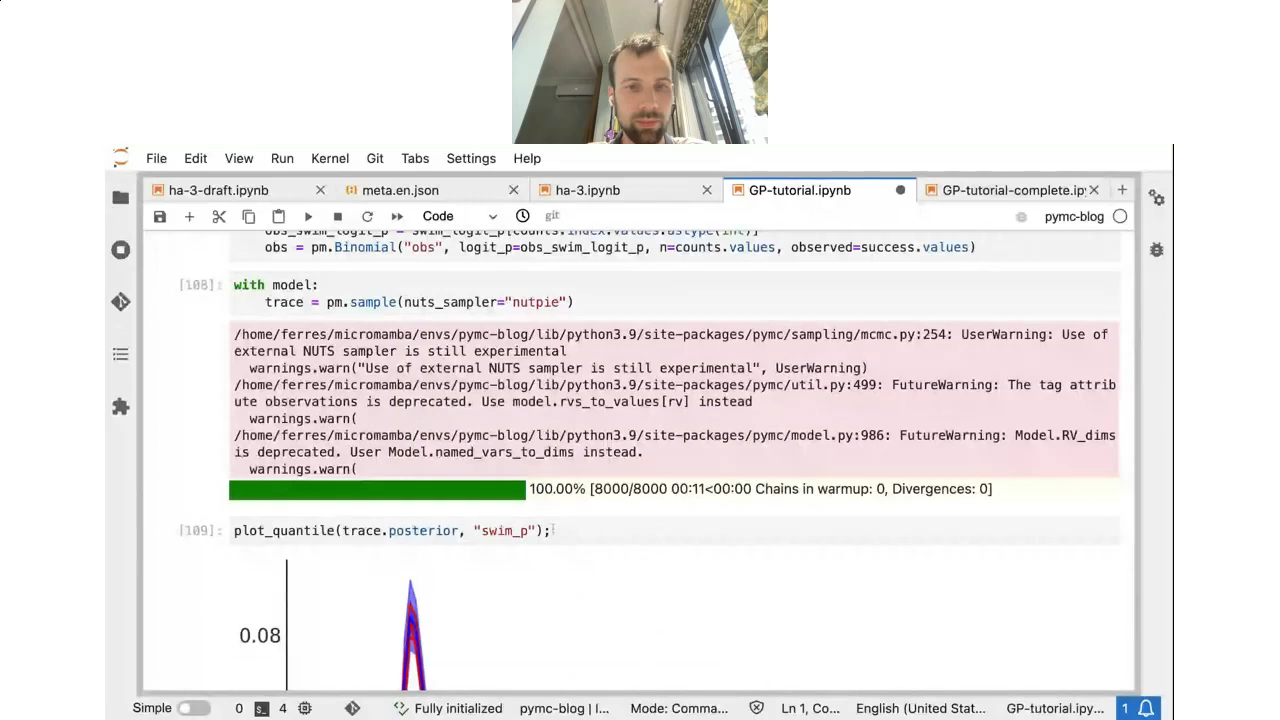 File Edit View Run Kernel Git Tabs Settings Help
ha-3-draft.ipynb meta.en.json ha-3.ipynb GP-tutorial.ipynb GP-tutorial-complete.ip
Code git pymc-blog
obs_swim_logit_p = swim_logit_p[counts.index.values.astype(int)]
obs = pm.Binomial("obs", logit_p=obs_swim_logit_p, n=counts.values, observed=success.values)
[108]: with model:
trace = pm.sample(nuts_sampler="nutpie")
/home/ferres/micromamba/envs/pymc-blog/lib/python3.9/site-packages/pymc/sampling/mcmc.py:254: UserWarning: Use of
external NUTS sampler is still experimental
warnings.warn("Use of external NUTS sampler is still experimental", UserWarning)
/home/ferres/micromamba/envs/pymc-blog/lib/python3.9/site-packages/pymc/util.py:499: FutureWarning: The tag attrib
ute observations is deprecated. Use model.rvs_to_values[rv] instead
warnings.warn(
/home/ferres/micromamba/envs/pymc-blog/lib/python3.9/site-packages/pymc/model.py:986: FutureWarning: Model.RV_dims
is deprecated. User Model.named_vars_to_dims instead.
warnings.warn(
100.00% [8000/8000 00:11<00:00 Chains in warmup: 0, Divergences: 0]
[109]: plot_quantile(trace.posterior, "swim_p");
0.08
Simple 0 4 Fully initialized pymc-blog | I... Mode: Comma... Ln 1, Co... English (United Stat... GP-tutorial.ipynb 1